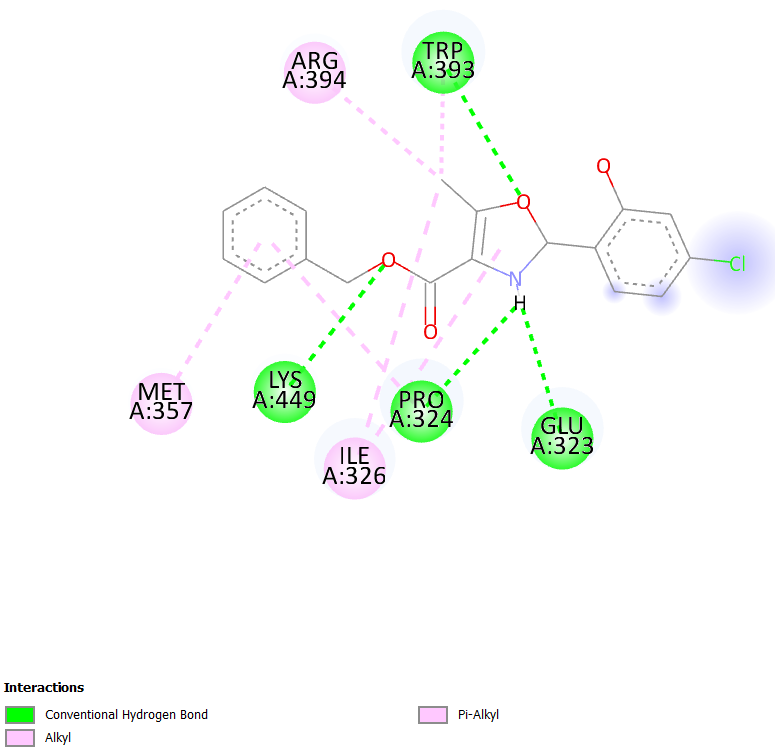 TRP
A:393
ARG
A:394
O
O
O
Cl
N
H
O
MET
A:357
LYS
A:449
PRO
A:324
GLU
A:323
ILE
A:326
Interactions
Conventional Hydrogen Bond
Pi-Alkyl
Alkyl